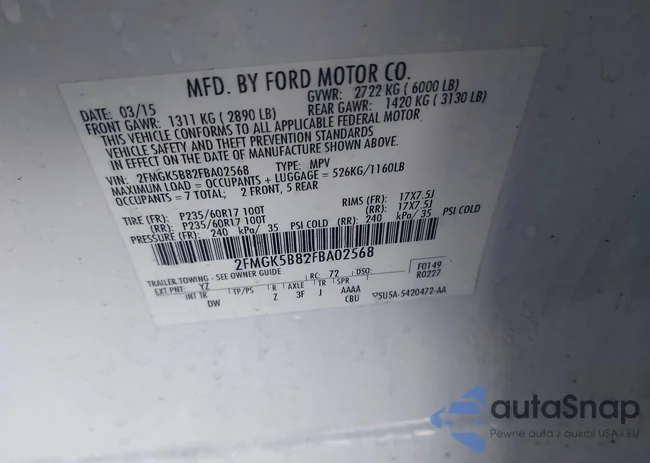 MFD. BY FORD MOTOR CO.
DATE: 03/15 GVWR: 2722 KG ( 6000 LB)
FRONT GAWR: 1311 KG ( 2890 LB) REAR GAWR: 1420 KG ( 3130 LB)
THIS VEHICLE CONFORMS TO ALL APPLICABLE FEDERAL MOTOR
VEHICLE SAFETY AND THEFT PREVENTION STANDARDS
IN EFFECT ON THE DATE OF MANUFACTURE SHOWN ABOVE.
VIN: 2FMGK5B82FBA02568 TYPE: MPV
MAXIMUM LOAD = OCCUPANTS + LUGGAGE = 526KG/1160LB
OCCUPANTS = 7 TOTAL; 2 FRONT, 5 REAR
TIRE (FR): P235/60R17 100T RIMS (FR): 17X7.5J
(RR): P235/60R17 100T (RR): 17X7.5J
PRESSURE (FR): 240 kPa/ 35 PSI COLD (RR): 240 kPa/ 35 PSI COLD
2FMGK5B82FBA02568
TRAILER TOWING - SEE OWNER GUIDE
EXT PNT: YZ RC: 72 DSO: F0149
R0227
INT TR TP/PS R AXLE TR SPR
DW Z 3F J AAAA
CBU 5U5A-5420472-AA
autaSnap
Pewne auta z aukcji USA i EU